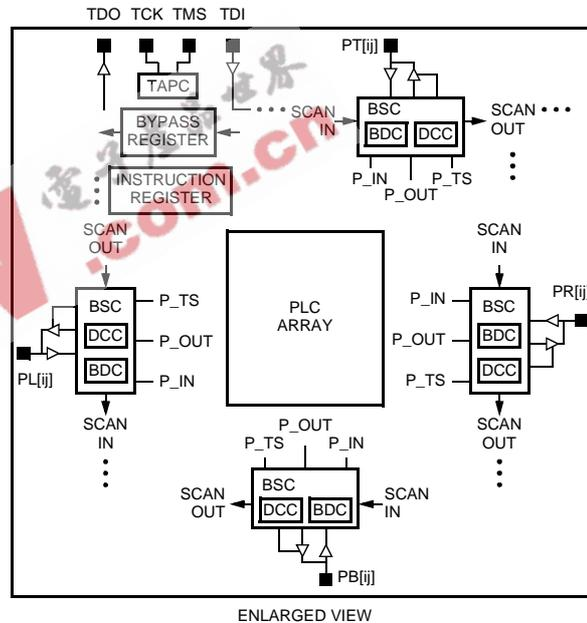 TDO TCK TMS TDI
TAPC
PT[ij]
SCAN
IN
BSC
BDC DCC
SCAN
OUT
P_IN P_TS
P_OUT
BYPASS
REGISTER
INSTRUCTION
REGISTER
SCAN
OUT
BSC
DCC
BDC
P_TS
P_OUT
P_IN
PL[ij]
SCAN
IN
PLC
ARRAY
SCAN
IN
P_IN
P_OUT
P_TS
BSC
BDC
DCC
PR[ij
SCAN
OUT
P_OUT
P_TS P_IN
BSC
DCC BDC
SCAN
OUT
SCAN
IN
PB[ij]
ENLARGED VIEW
.com.cn